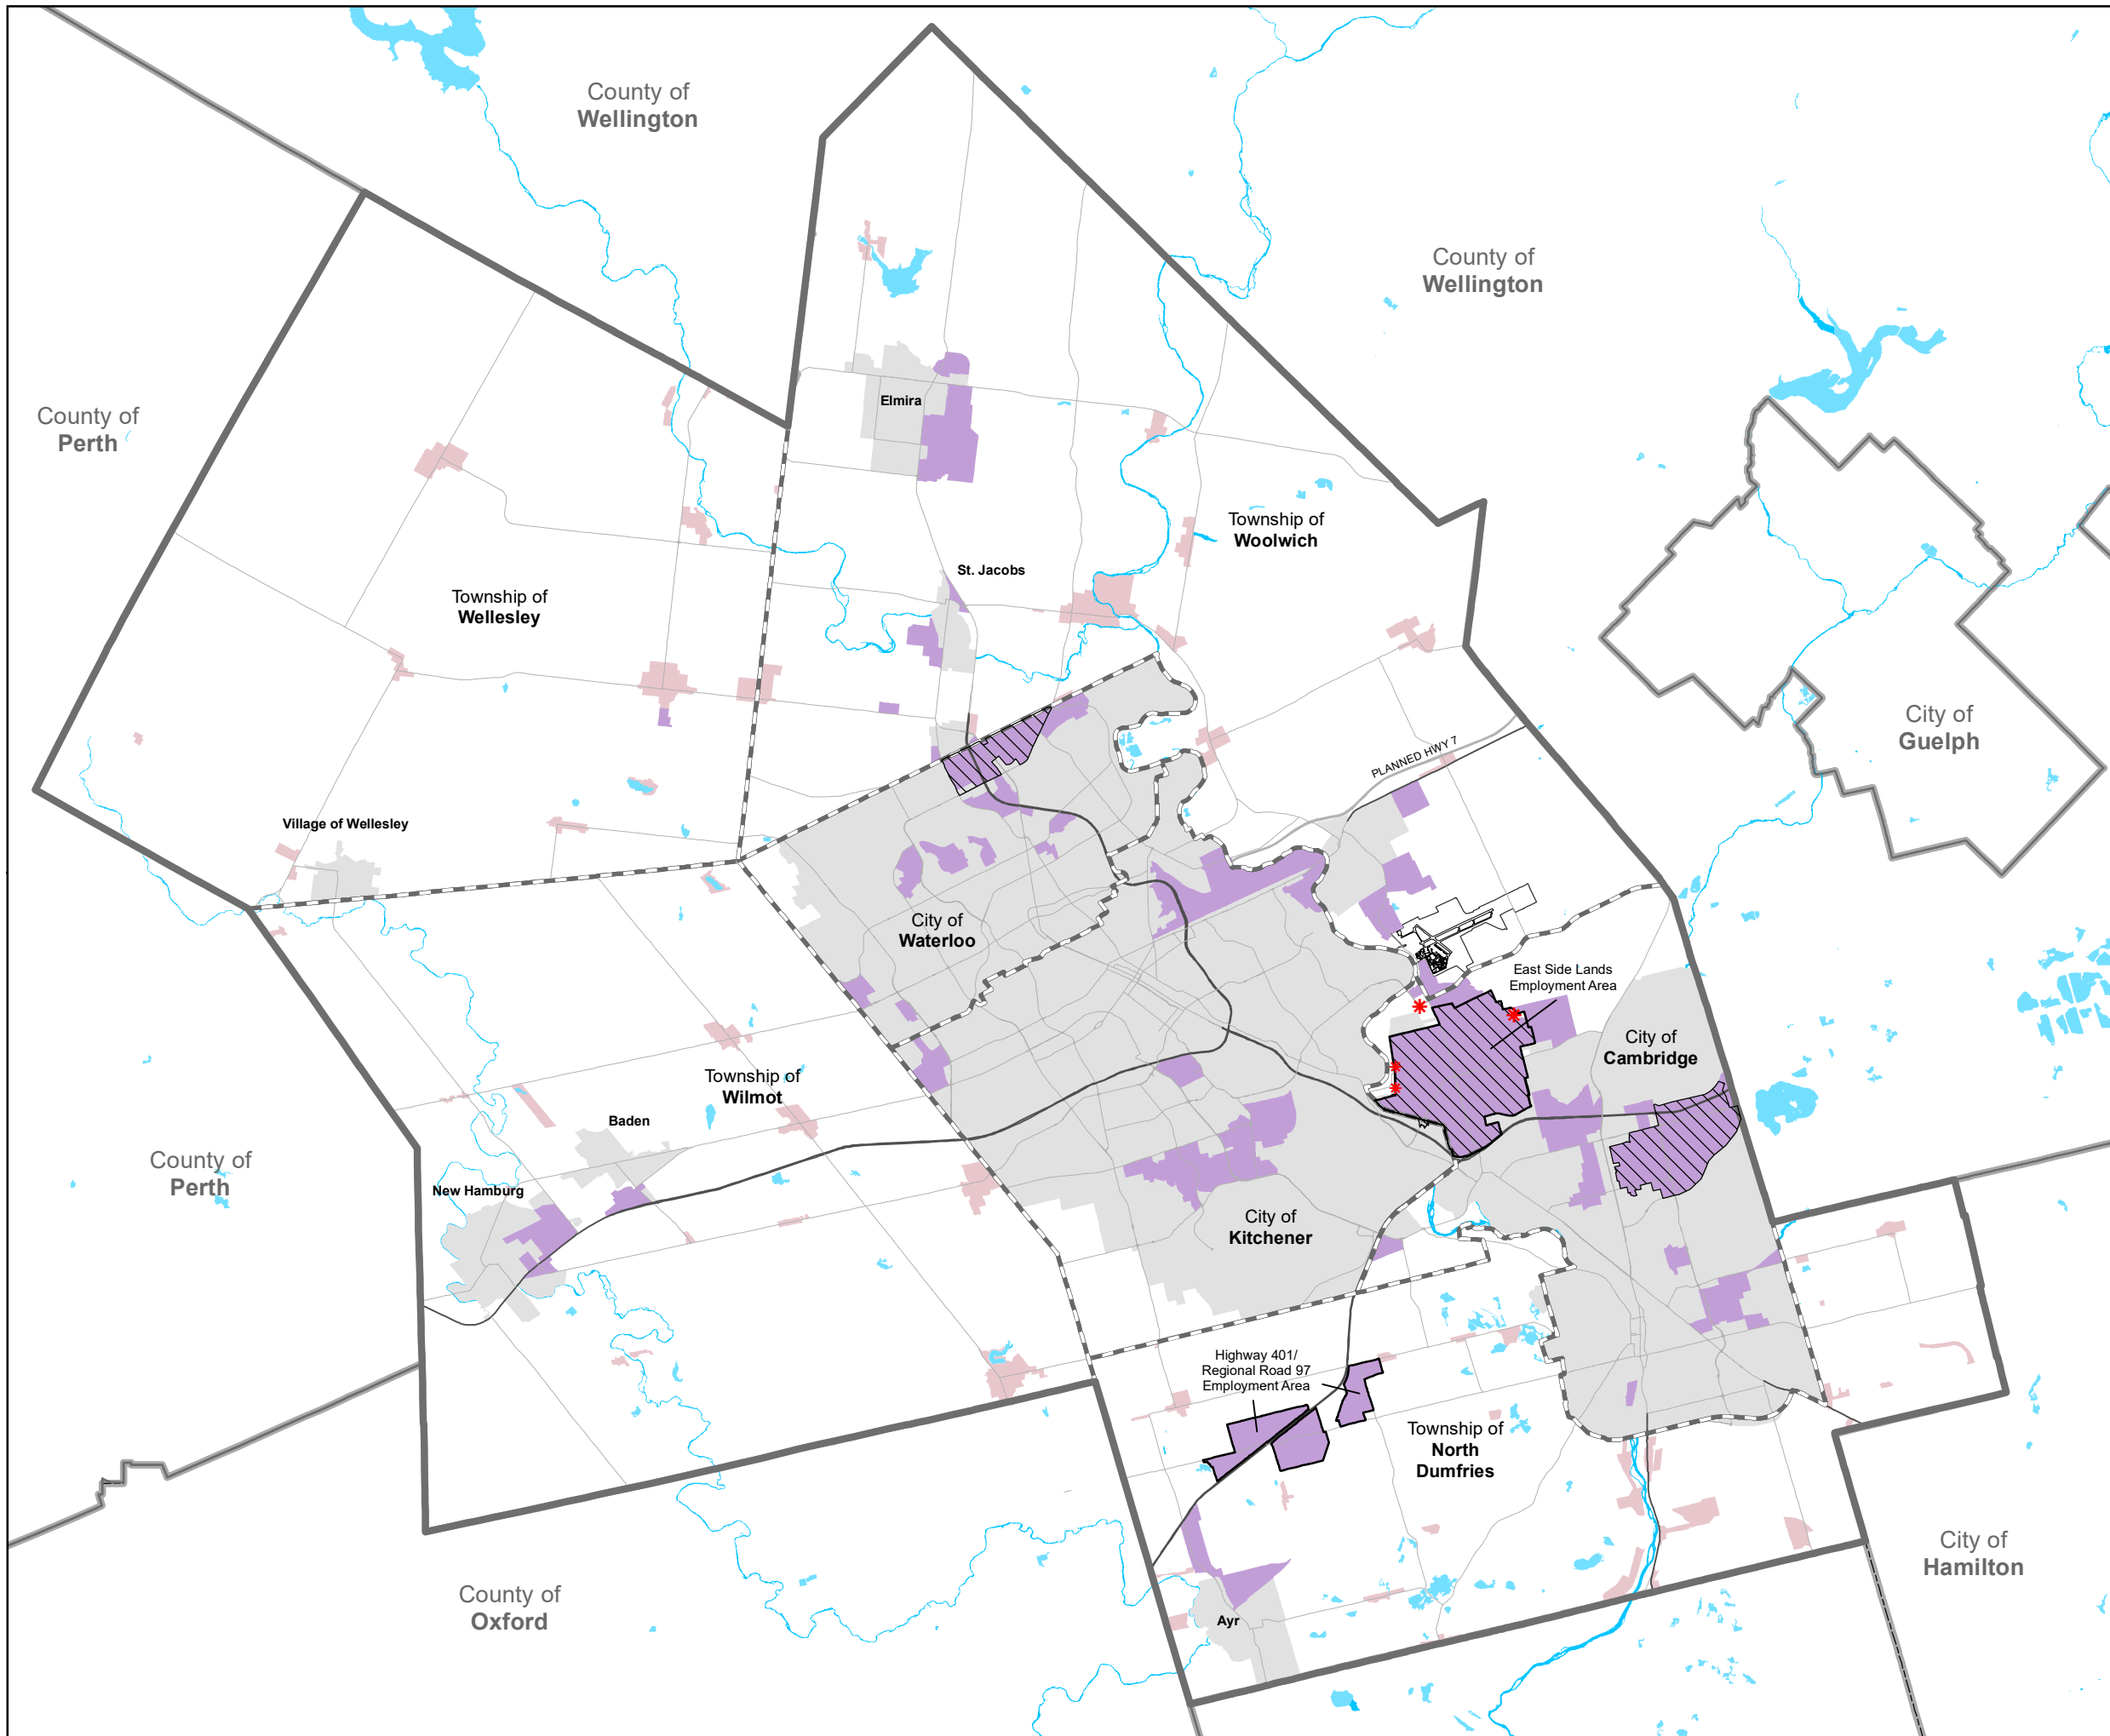 County of
Wellington
County of
Wellington
County of
Perth
Elmira
Township of
Woolwich
St. Jacobs
Township of
Wellesley
City of
Guelph
PLANNED HWY 7
Village of Wellesley
City of
Waterloo
East Side Lands
Employment Area
City of
Cambridge
Township of
Wilmot
Baden
County of
Perth
New Hamburg
City of
Kitchener
Highway 401/
Regional Road 97
Employment Area
Township of
North
Dumfries
City of
Hamilton
County of
Oxford
Ayr